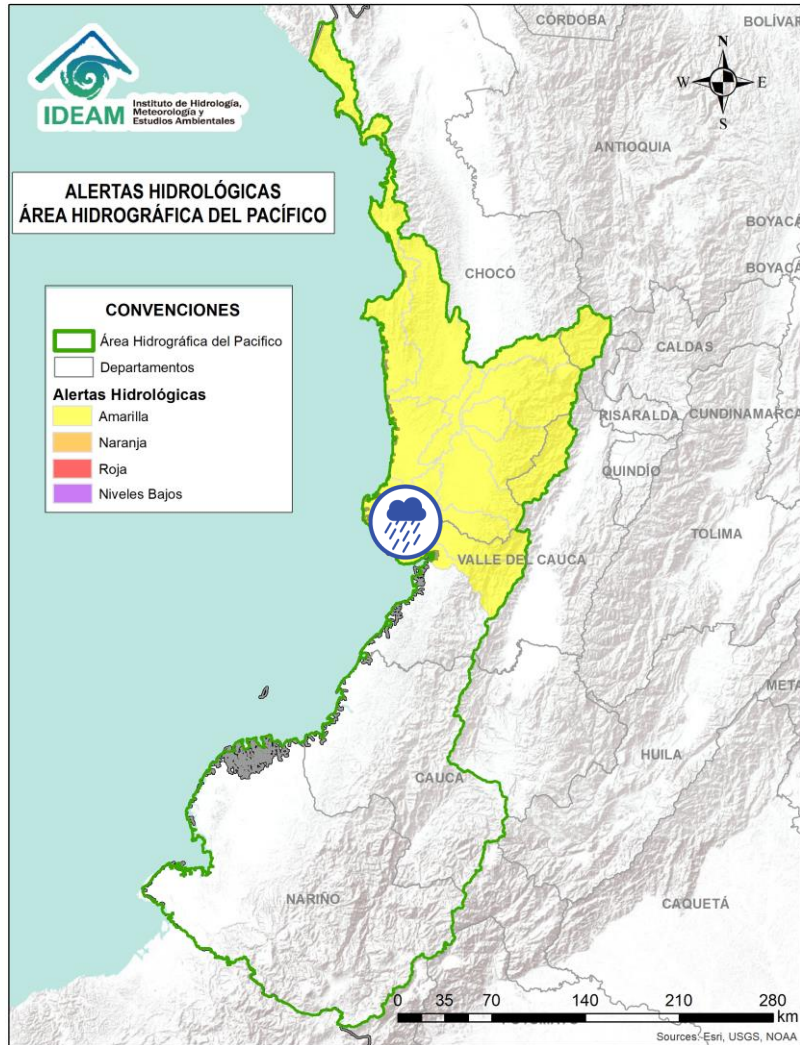 CÓRDOBA
BOLÍVAR
N
W
E
S
IDEAM
Instituto de Hidrología,
Meteorología y
Estudios Ambientales
ANTIOQUIA
ALERTAS HIDROLÓGICAS
ÁREA HIDROGRÁFICA DEL PACÍFICO
BOYACÁ
BOYACÁ
CHOCÓ
CONVENCIONES
Área Hidrográfica del Pacifico
Departamentos
Alertas Hidrológicas
Amarilla
Naranja
Roja
Niveles Bajos
CALDAS
RISARALDA
CUNDINAMARCA
QUINDÍO
TOLIMA
VALLE DEL CAUCA
META
HUILA
CAUCA
NARIÑO
CAQUETÁ
0 35 70 140 210 280
km
Sources: Esri, USGS, NOAA